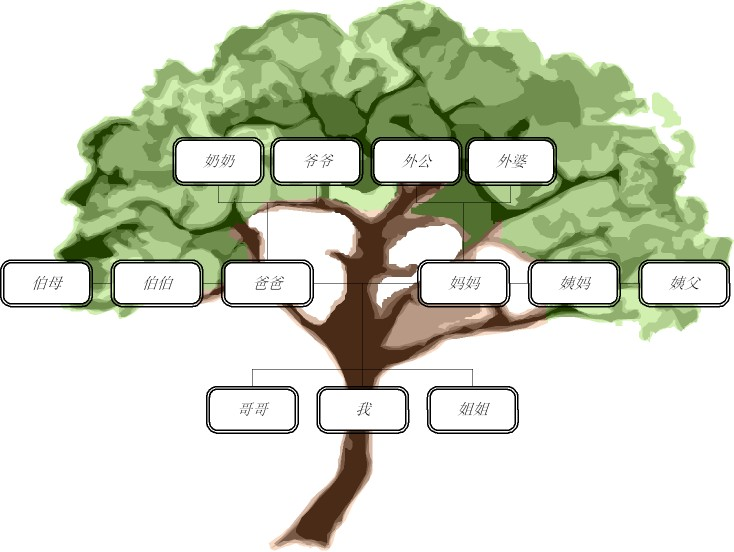 奶奶 爷爷 外公 外婆
伯母 伯伯 爸爸 妈妈 姨妈 姨父
哥哥 我 姐姐